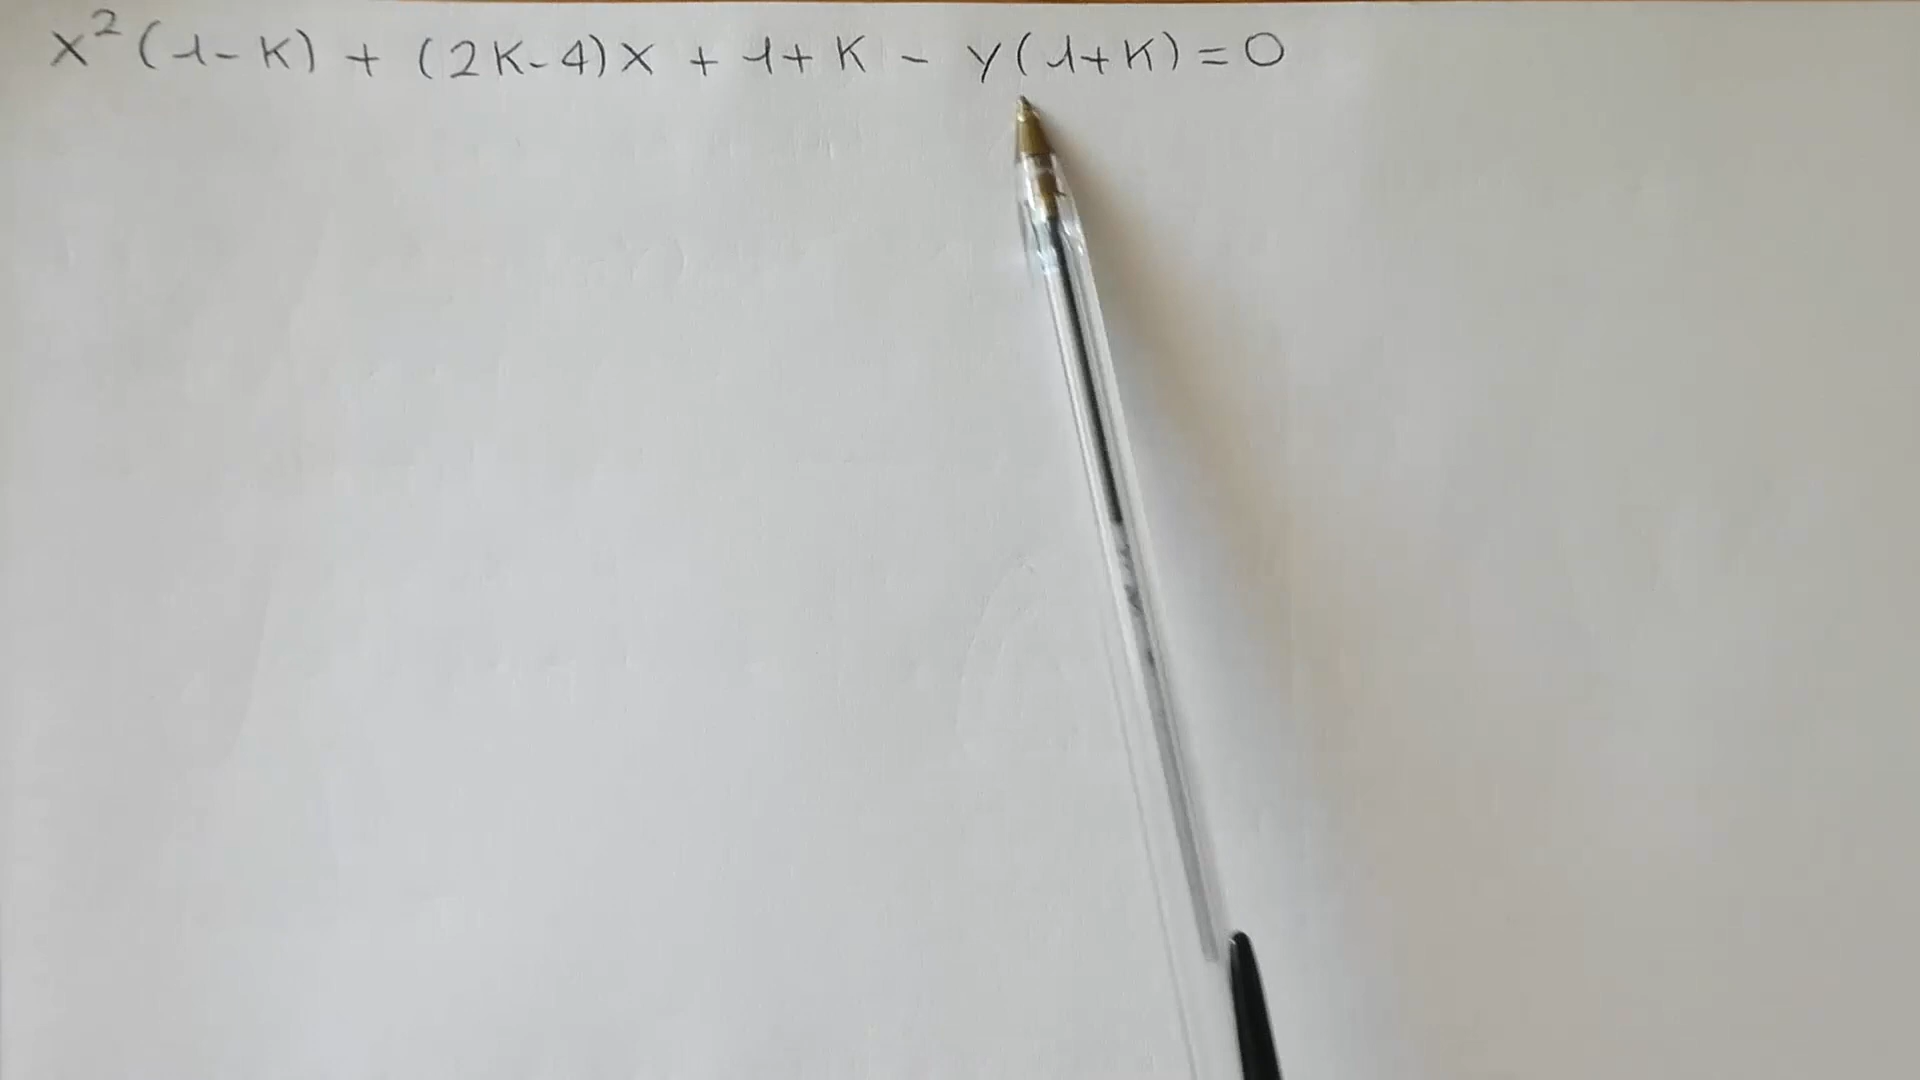 x²(1-K) + (2K-4)x + 1+K - y(1+K) = 0